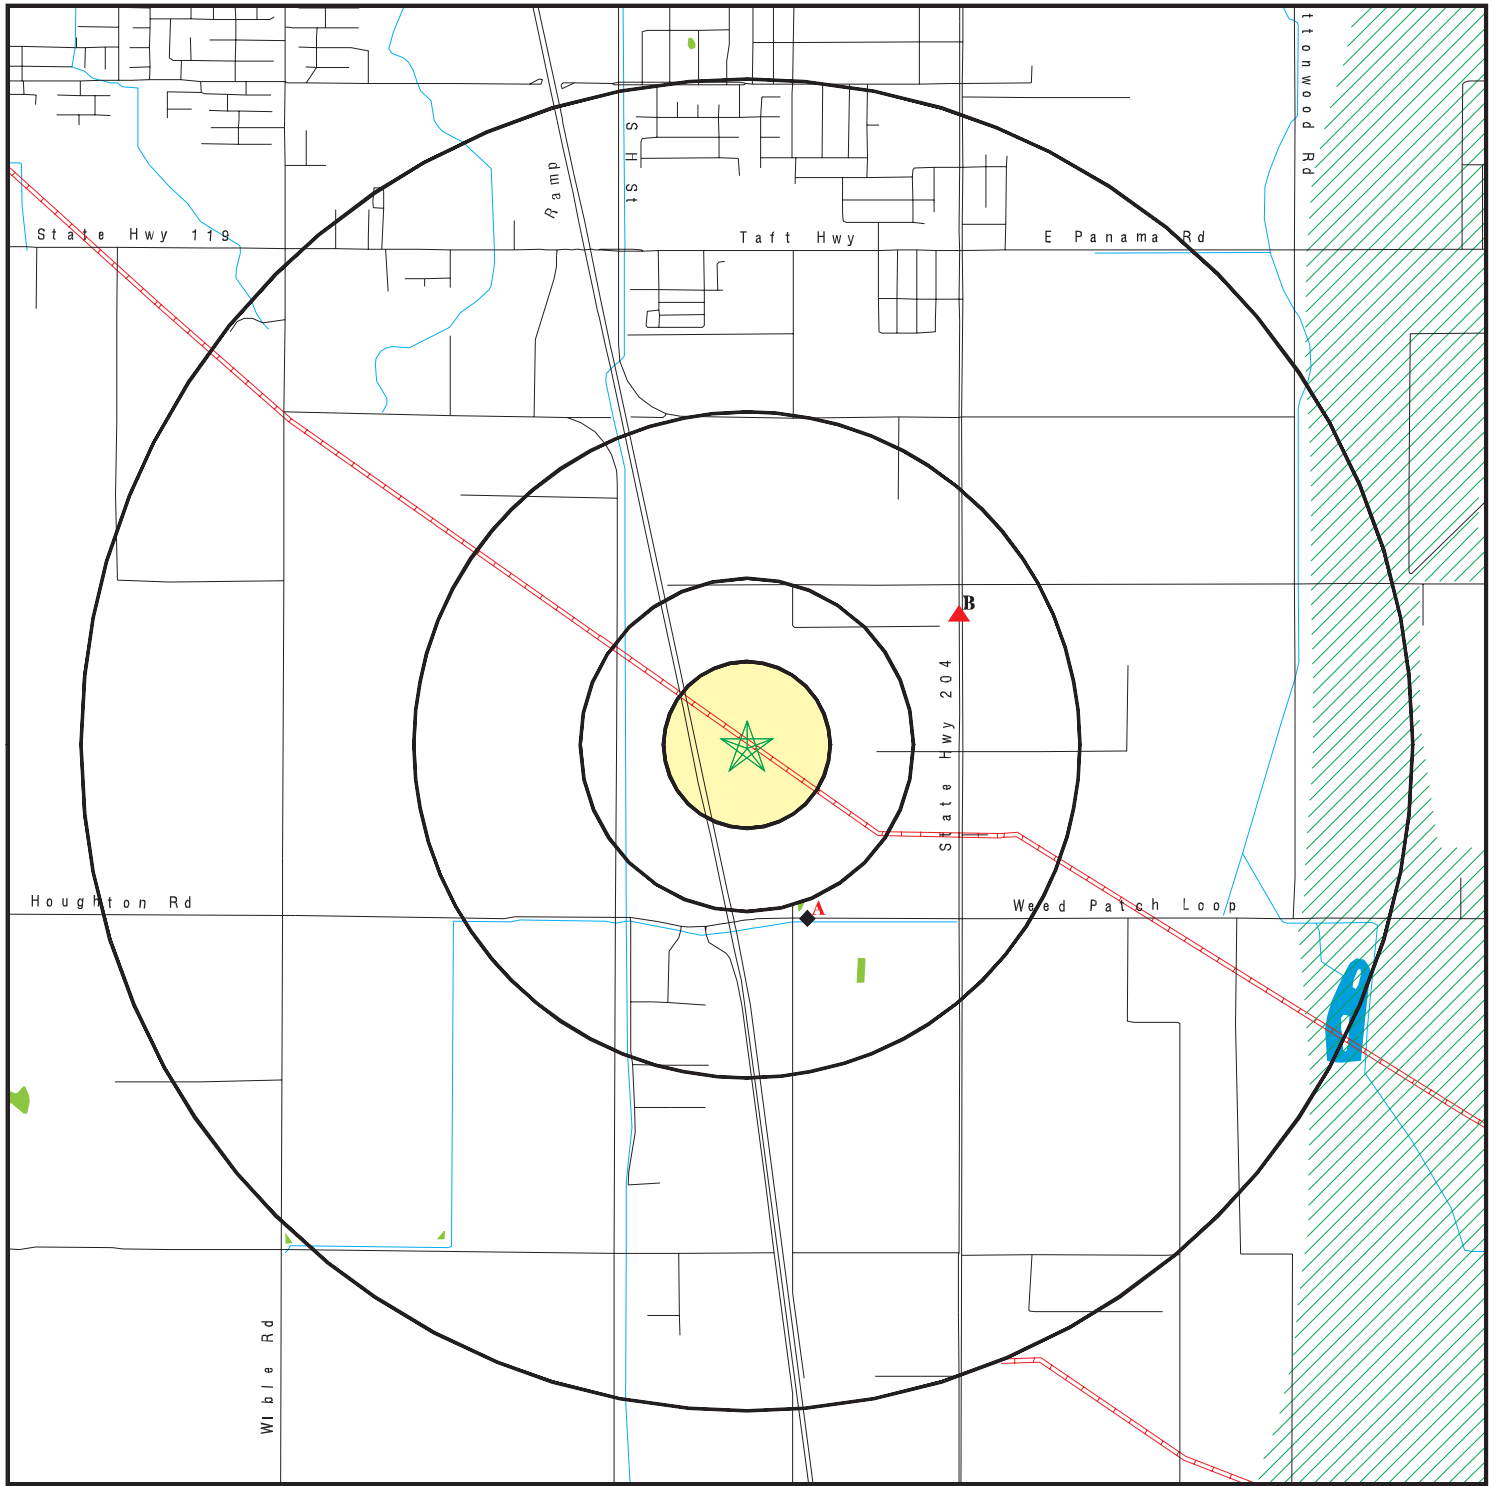 ttonwood Rd
S H St
Ramp
State Hwy 119
Taft Hwy
E Panama Rd
B
State Hwy 204
Houghton Rd
A
Weed Patch Loop
Wible Rd